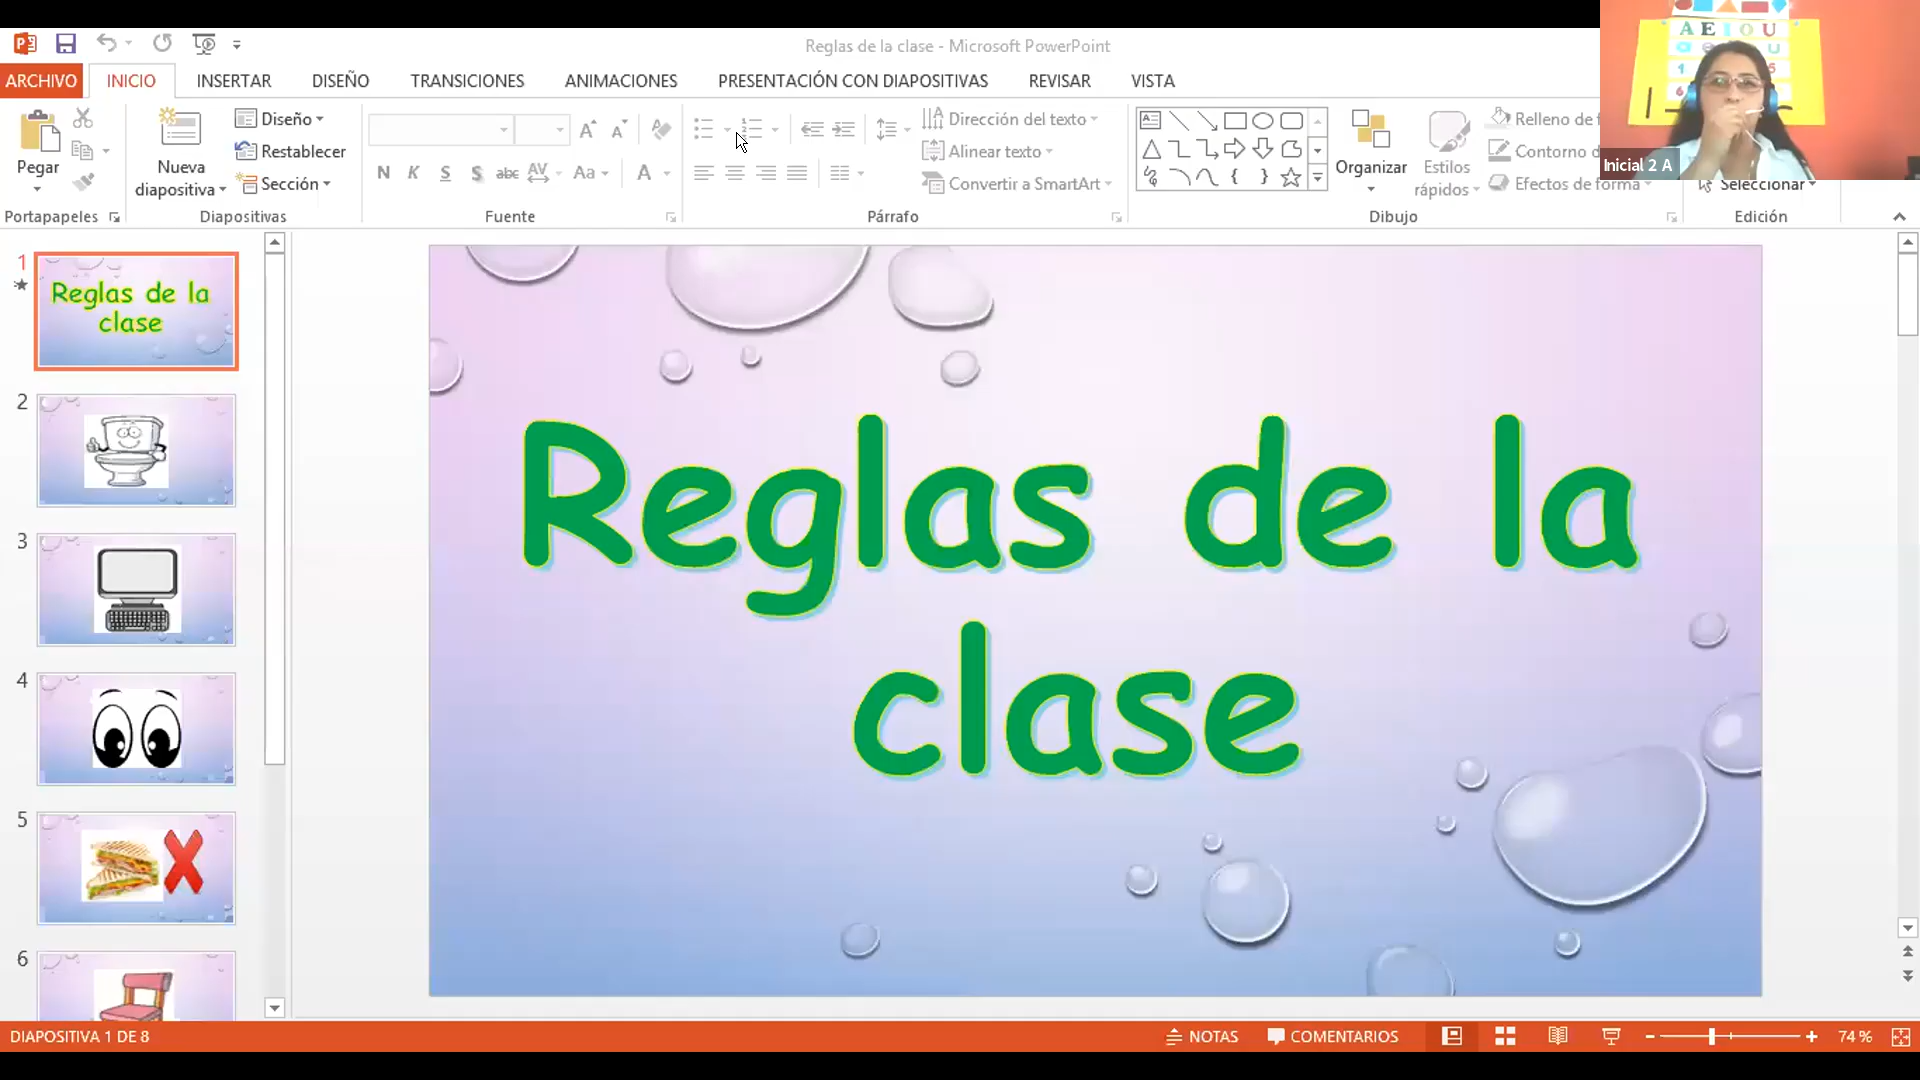 Reglas de la clase - Microsoft PowerPoint
ARCHIVO INICIO INSERTAR DISEÑO TRANSICIONES ANIMACIONES PRESENTACIÓN CON DIAPOSITIVAS REVISAR VISTA
Pegar
Nueva
diapositiva
Diseño
Restablecer
Sección
N K S S abc AV Aa A
Dirección del texto
Alinear texto
Convertir a SmartArt
Organizar
Estilos
rápidos
Relleno de f
Contorno d
Efectos de forma
Seleccionar
Portapapeles Diapositivas Fuente Párrafo Dibujo Edición
A E I O U
Inicial 2 A
1
Reglas de la
clase
2
3
4
5
6
Reglas de la
clase
DIAPOSITIVA 1 DE 8 NOTAS COMENTARIOS 74 %